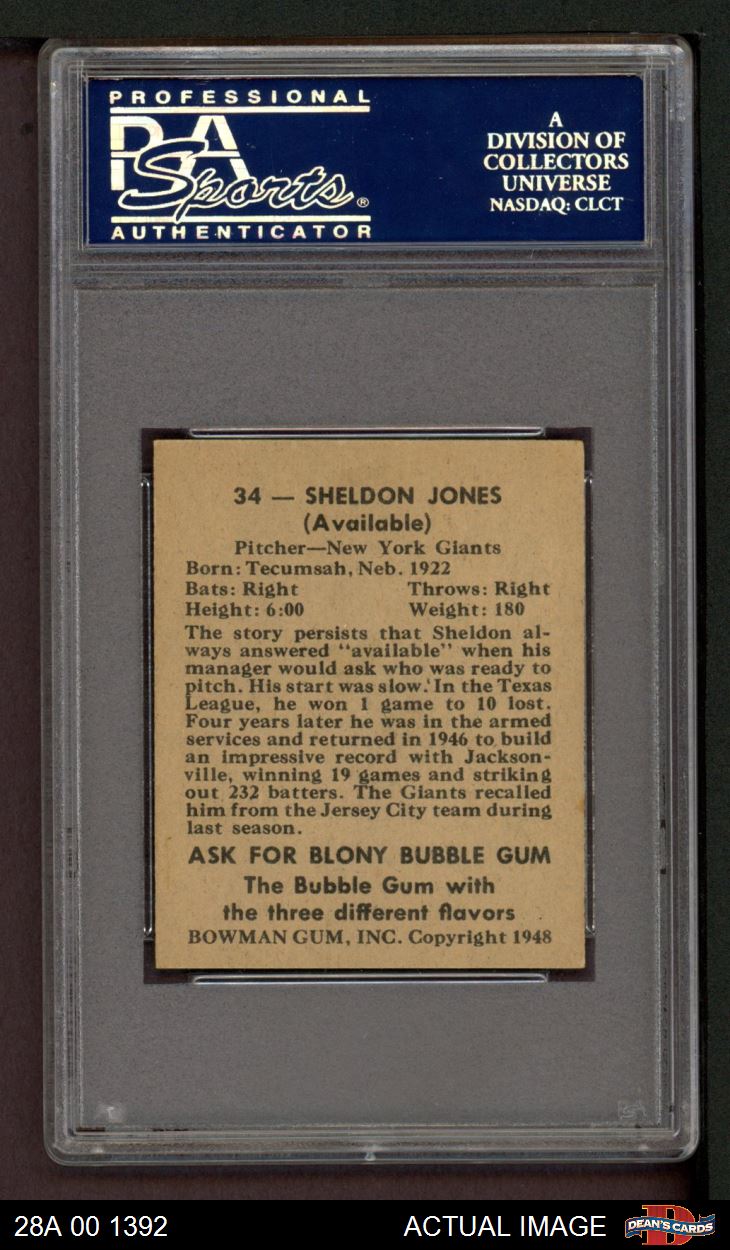 PROFESSIONAL
PSA
Sports®
AUTHENTICATOR
A
DIVISION OF
COLLECTORS
UNIVERSE
NASDAQ: CLCT
34 — SHELDON JONES
(Available)
Pitcher—New York Giants
Born: Tecumsah, Neb. 1922
Bats: Right Throws: Right
Height: 6:00 Weight: 180
The story persists that Sheldon al-
ways answered "available" when his
manager would ask who was ready to
pitch. His start was slow. In the Texas
League, he won 1 game to 10 lost.
Four years later he was in the armed
services and returned in 1946 to build
an impressive record with Jackson-
ville, winning 19 games and striking
out 232 batters. The Giants recalled
him from the Jersey City team during
last season.
ASK FOR BLONY BUBBLE GUM
The Bubble Gum with
the three different flavors
BOWMAN GUM, INC. Copyright 1948
28A 00 1392
ACTUAL IMAGE
DEAN'S CARDS